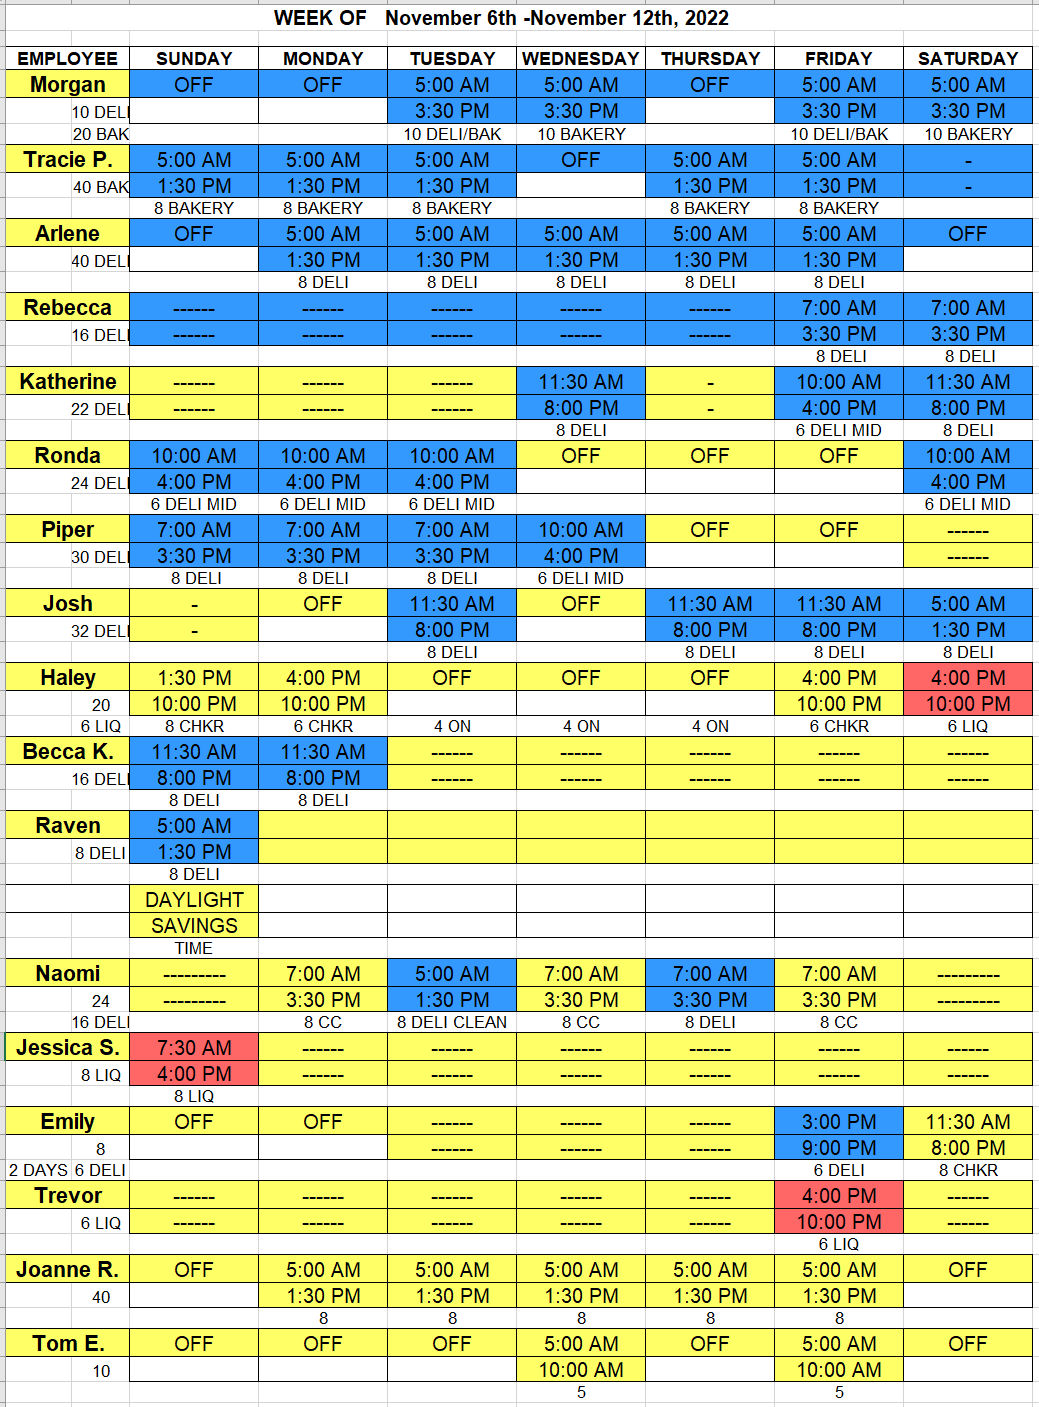 WEEK OF November 6th -November 12th, 2022
EMPLOYEE SUNDAY MONDAY TUESDAY WEDNESDAY THURSDAY FRIDAY SATURDAY
Morgan OFF OFF 5:00 AM 5:00 AM OFF 5:00 AM 5:00 AM
10 DELI 3:30 PM 3:30 PM 3:30 PM 3:30 PM
20 BAK 10 DELI/BAK 10 BAKERY 10 DELI/BAK 10 BAKERY
Tracie P. 5:00 AM 5:00 AM 5:00 AM OFF 5:00 AM 5:00 AM -
40 BAK 1:30 PM 1:30 PM 1:30 PM 1:30 PM 1:30 PM -
8 BAKERY 8 BAKERY 8 BAKERY 8 BAKERY 8 BAKERY
Arlene OFF 5:00 AM 5:00 AM 5:00 AM 5:00 AM 5:00 AM OFF
40 DELI 1:30 PM 1:30 PM 1:30 PM 1:30 PM 1:30 PM
8 DELI 8 DELI 8 DELI 8 DELI 8 DELI
Rebecca ------ ------ ------ ------ ------ 7:00 AM 7:00 AM
16 DELI ------ ------ ------ ------ ------ 3:30 PM 3:30 PM
8 DELI 8 DELI
Katherine ------ ------ ------ 11:30 AM - 10:00 AM 11:30 AM
22 DELI ------ ------ ------ 8:00 PM - 4:00 PM 8:00 PM
8 DELI 6 DELI MID 8 DELI
Ronda 10:00 AM 10:00 AM 10:00 AM OFF OFF OFF 10:00 AM
24 DELI 4:00 PM 4:00 PM 4:00 PM 4:00 PM
6 DELI MID 6 DELI MID 6 DELI MID 6 DELI MID
Piper 7:00 AM 7:00 AM 7:00 AM 10:00 AM OFF OFF ------
30 DELI 3:30 PM 3:30 PM 3:30 PM 4:00 PM ------
8 DELI 8 DELI 8 DELI 6 DELI MID
Josh - OFF 11:30 AM OFF 11:30 AM 11:30 AM 5:00 AM
32 DELI - 8:00 PM 8:00 PM 8:00 PM 1:30 PM
8 DELI 8 DELI 8 DELI 8 DELI
Haley 1:30 PM 4:00 PM OFF OFF OFF 4:00 PM 4:00 PM
20 10:00 PM 10:00 PM 10:00 PM 10:00 PM
6 LIQ 8 CHKR 6 CHKR 4 ON 4 ON 4 ON 6 CHKR 6 LIQ
Becca K. 11:30 AM 11:30 AM ------ ------ ------ ------ ------
16 DELI 8:00 PM 8:00 PM ------ ------ ------ ------ ------
8 DELI 8 DELI
Raven 5:00 AM
8 DELI 1:30 PM
8 DELI
DAYLIGHT
SAVINGS
TIME
Naomi --------- 7:00 AM 5:00 AM 7:00 AM 7:00 AM 7:00 AM ---------
24 --------- 3:30 PM 1:30 PM 3:30 PM 3:30 PM 3:30 PM ---------
16 DELI 8 CC 8 DELI CLEAN 8 CC 8 DELI 8 CC
Jessica S. 7:30 AM ------ ------ ------ ------ ------ ------
8 LIQ 4:00 PM ------ ------ ------ ------ ------ ------
8 LIQ
Emily OFF OFF ------ ------ ------ 3:00 PM 11:30 AM
8 ------ ------ ------ 9:00 PM 8:00 PM
2 DAYS 6 DELI 6 DELI 8 CHKR
Trevor ------ ------ ------ ------ ------ 4:00 PM ------
6 LIQ ------ ------ ------ ------ ------ 10:00 PM ------
6 LIQ
Joanne R. OFF 5:00 AM 5:00 AM 5:00 AM 5:00 AM 5:00 AM OFF
40 1:30 PM 1:30 PM 1:30 PM 1:30 PM 1:30 PM
8 8 8 8 8
Tom E. OFF OFF OFF 5:00 AM OFF 5:00 AM OFF
10 10:00 AM 10:00 AM
5 5